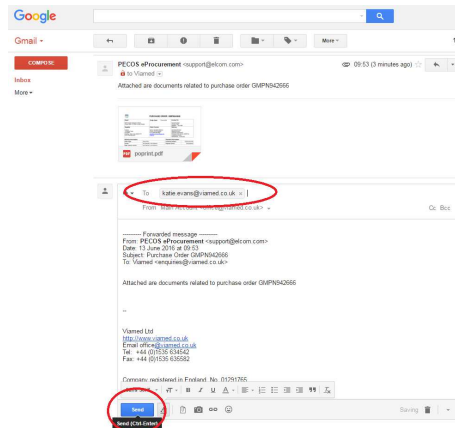 Google
Gmail
More
COMPOSE
Inbox
More
PECOS eProcurement <support@elcom.com>
09:53 (3 minutes ago)
to Viamed
Attached are documents related to purchase order GMPN942666
poprint.pdf
To katie.evans@viamed.co.uk ×
From
Cc Bcc
---------- Forwarded message ----------
From: PECOS eProcurement <support@elcom.com>
Date: 13 June 2016 at 09:53
Subject: Purchase Order GMPN942666
To: Viamed <enquiries@viamed.co.uk>
Attached are documents related to purchase order GMPN942666
--
Viamed Ltd
http://www.viamed.co.uk
Email office@viamed.co.uk
Tel: +44 (0)1535 634542
Fax: +44 (0)1535 635582
Company registered in England. No. 01291765
Send
Saving
Send (Ctrl-Enter)